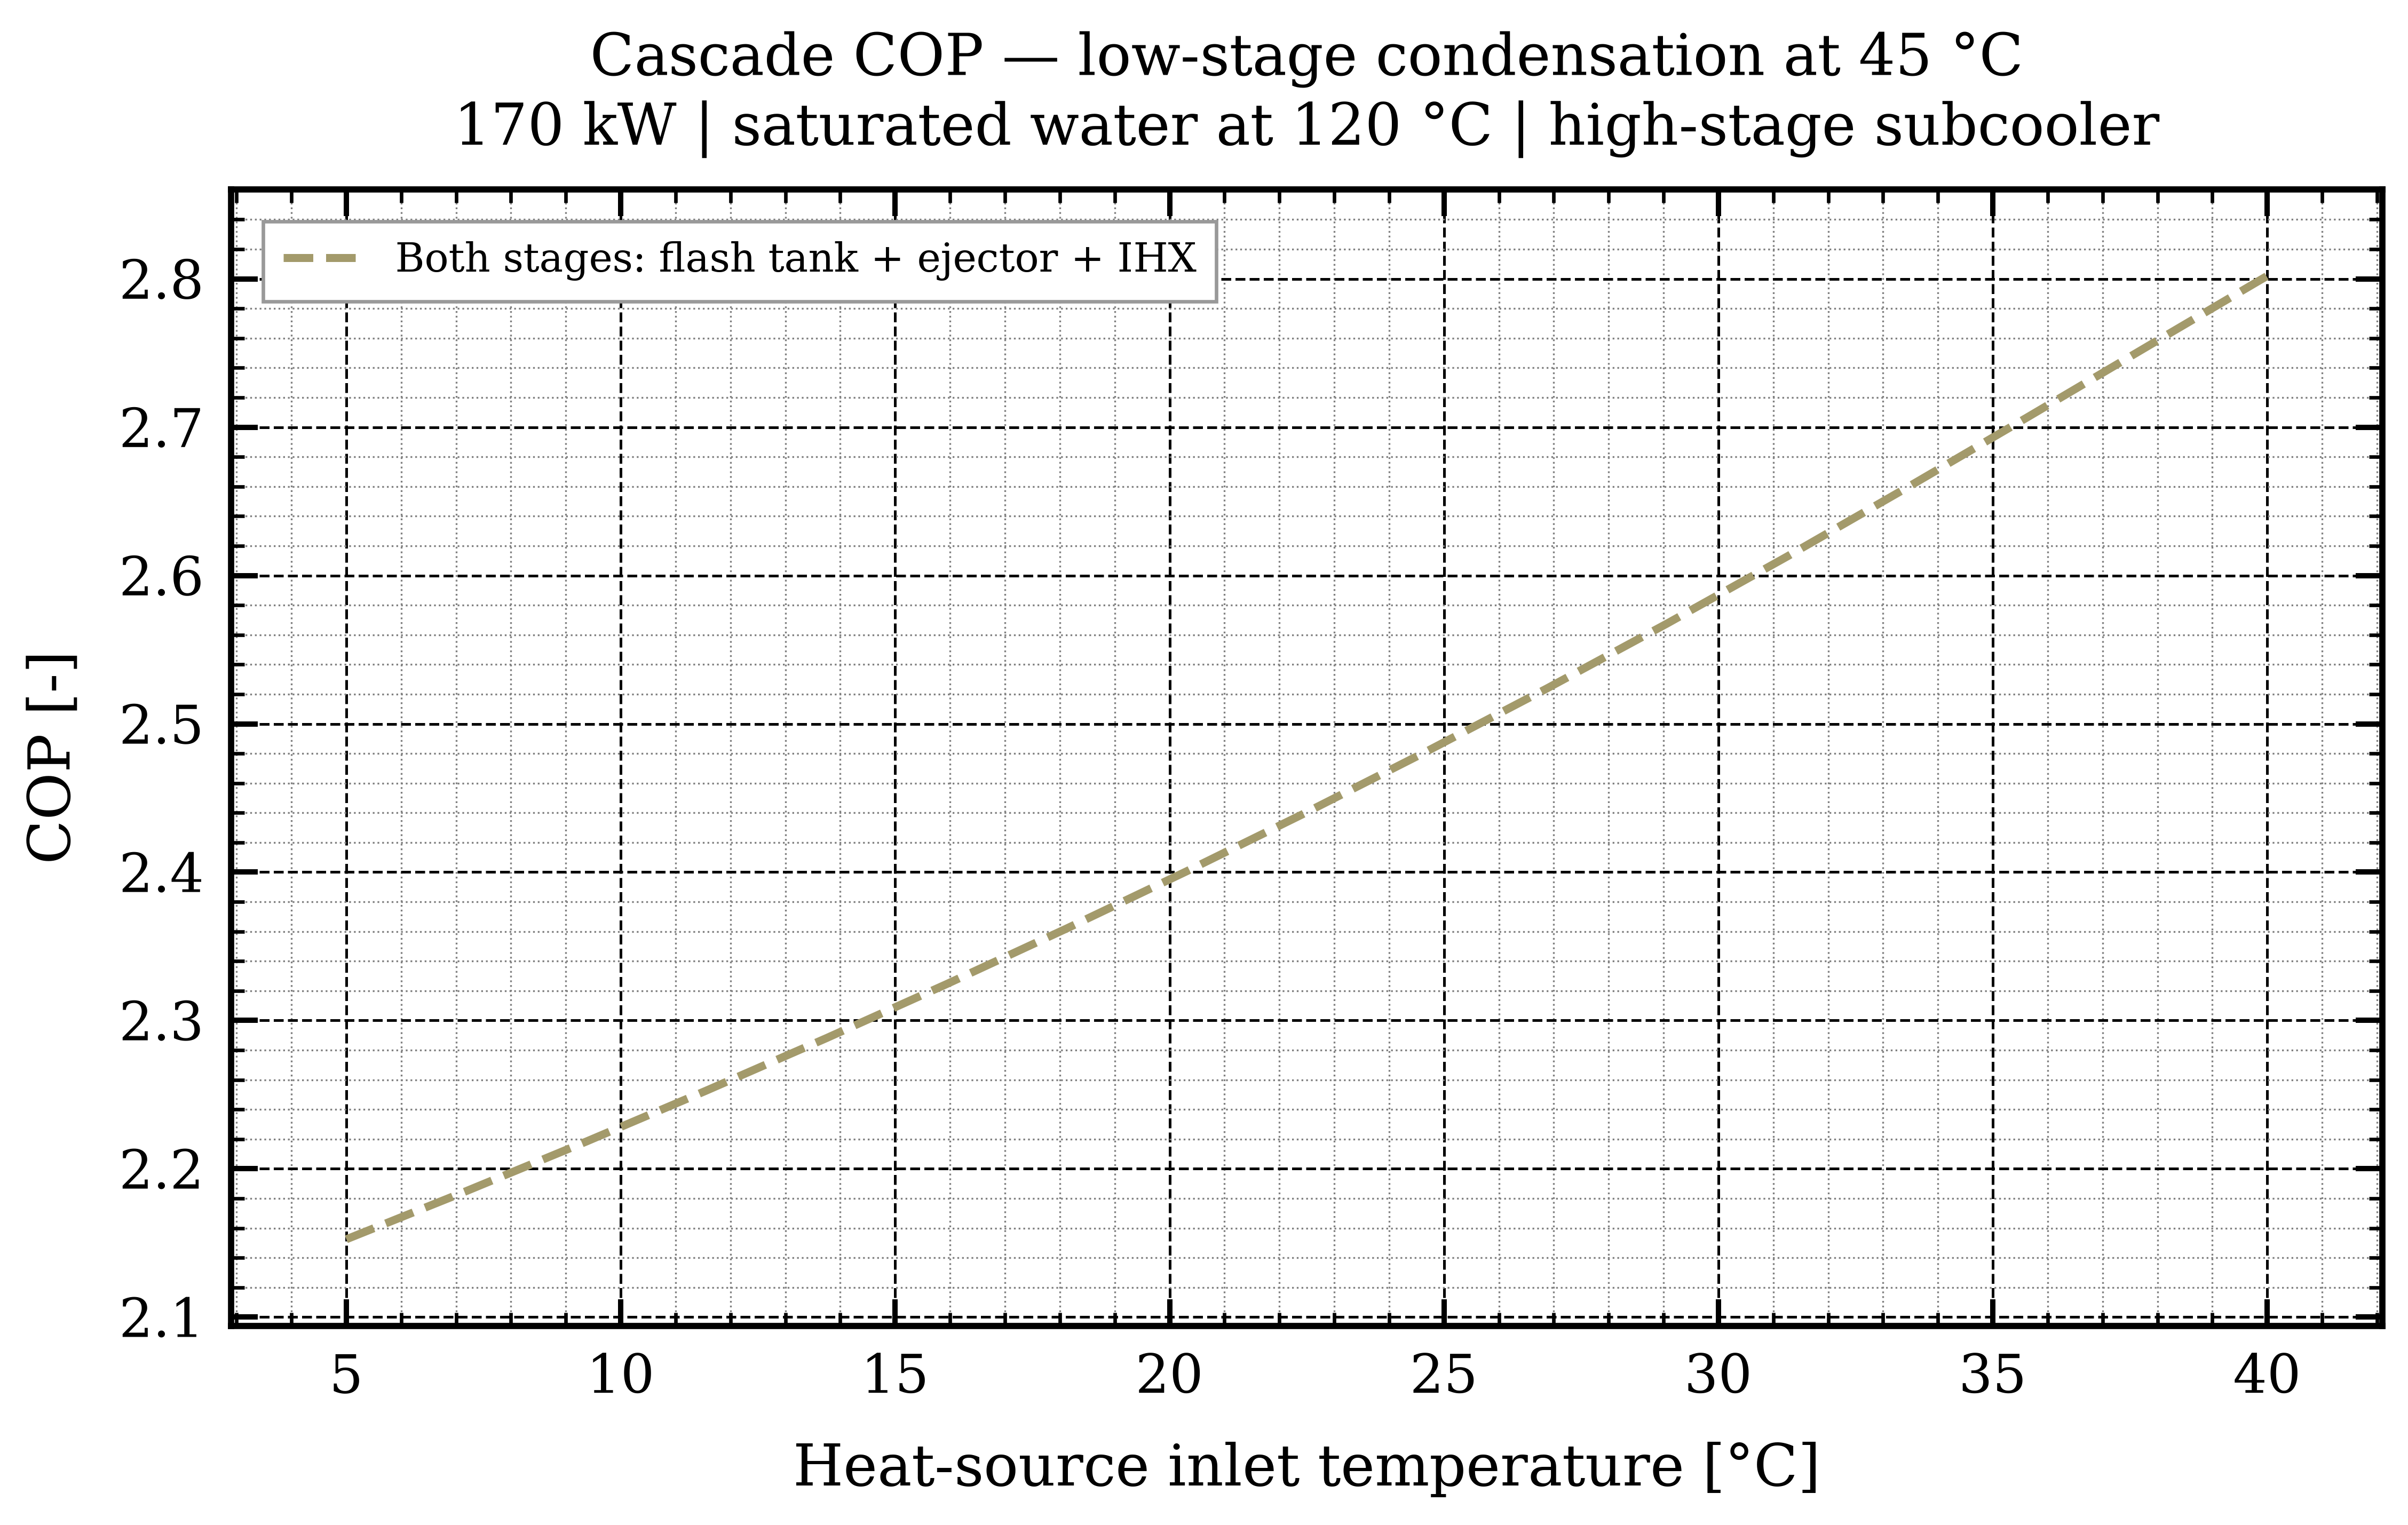 Cascade COP — low-stage condensation at 45 °C
170 kW | saturated water at 120 °C | high-stage subcooler
Both stages: flash tank + ejector + IHX
COP [-]
2.8
2.7
2.6
2.5
2.4
2.3
2.2
2.1
5 10 15 20 25 30 35 40
Heat-source inlet temperature [°C]